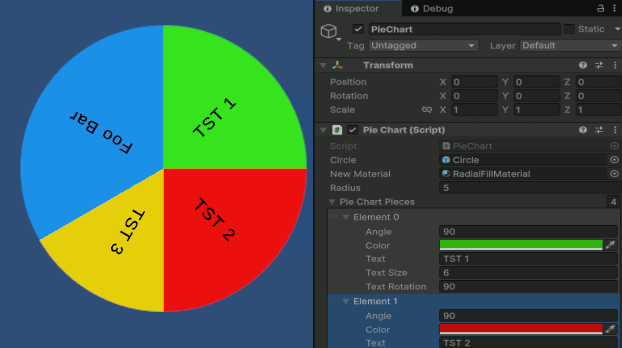 TST 1
Foo Bar
TST 2
TST 3
Inspector Debug
PieChart Static
Tag Untagged Layer Default
Transform
Position X 0 Y 0 Z 0
Rotation X 0 Y 0 Z 0
Scale X 1 Y 1 Z 1
# Pie Chart (Script)
Script PieChart
Circle Circle
New Material RadialFillMaterial
Radius 5
Pie Chart Pieces 4
Element 0
Angle 90
Color
Text TST 1
Text Size 6
Text Rotation 90
Element 1
Angle 90
Color
Text TST 2